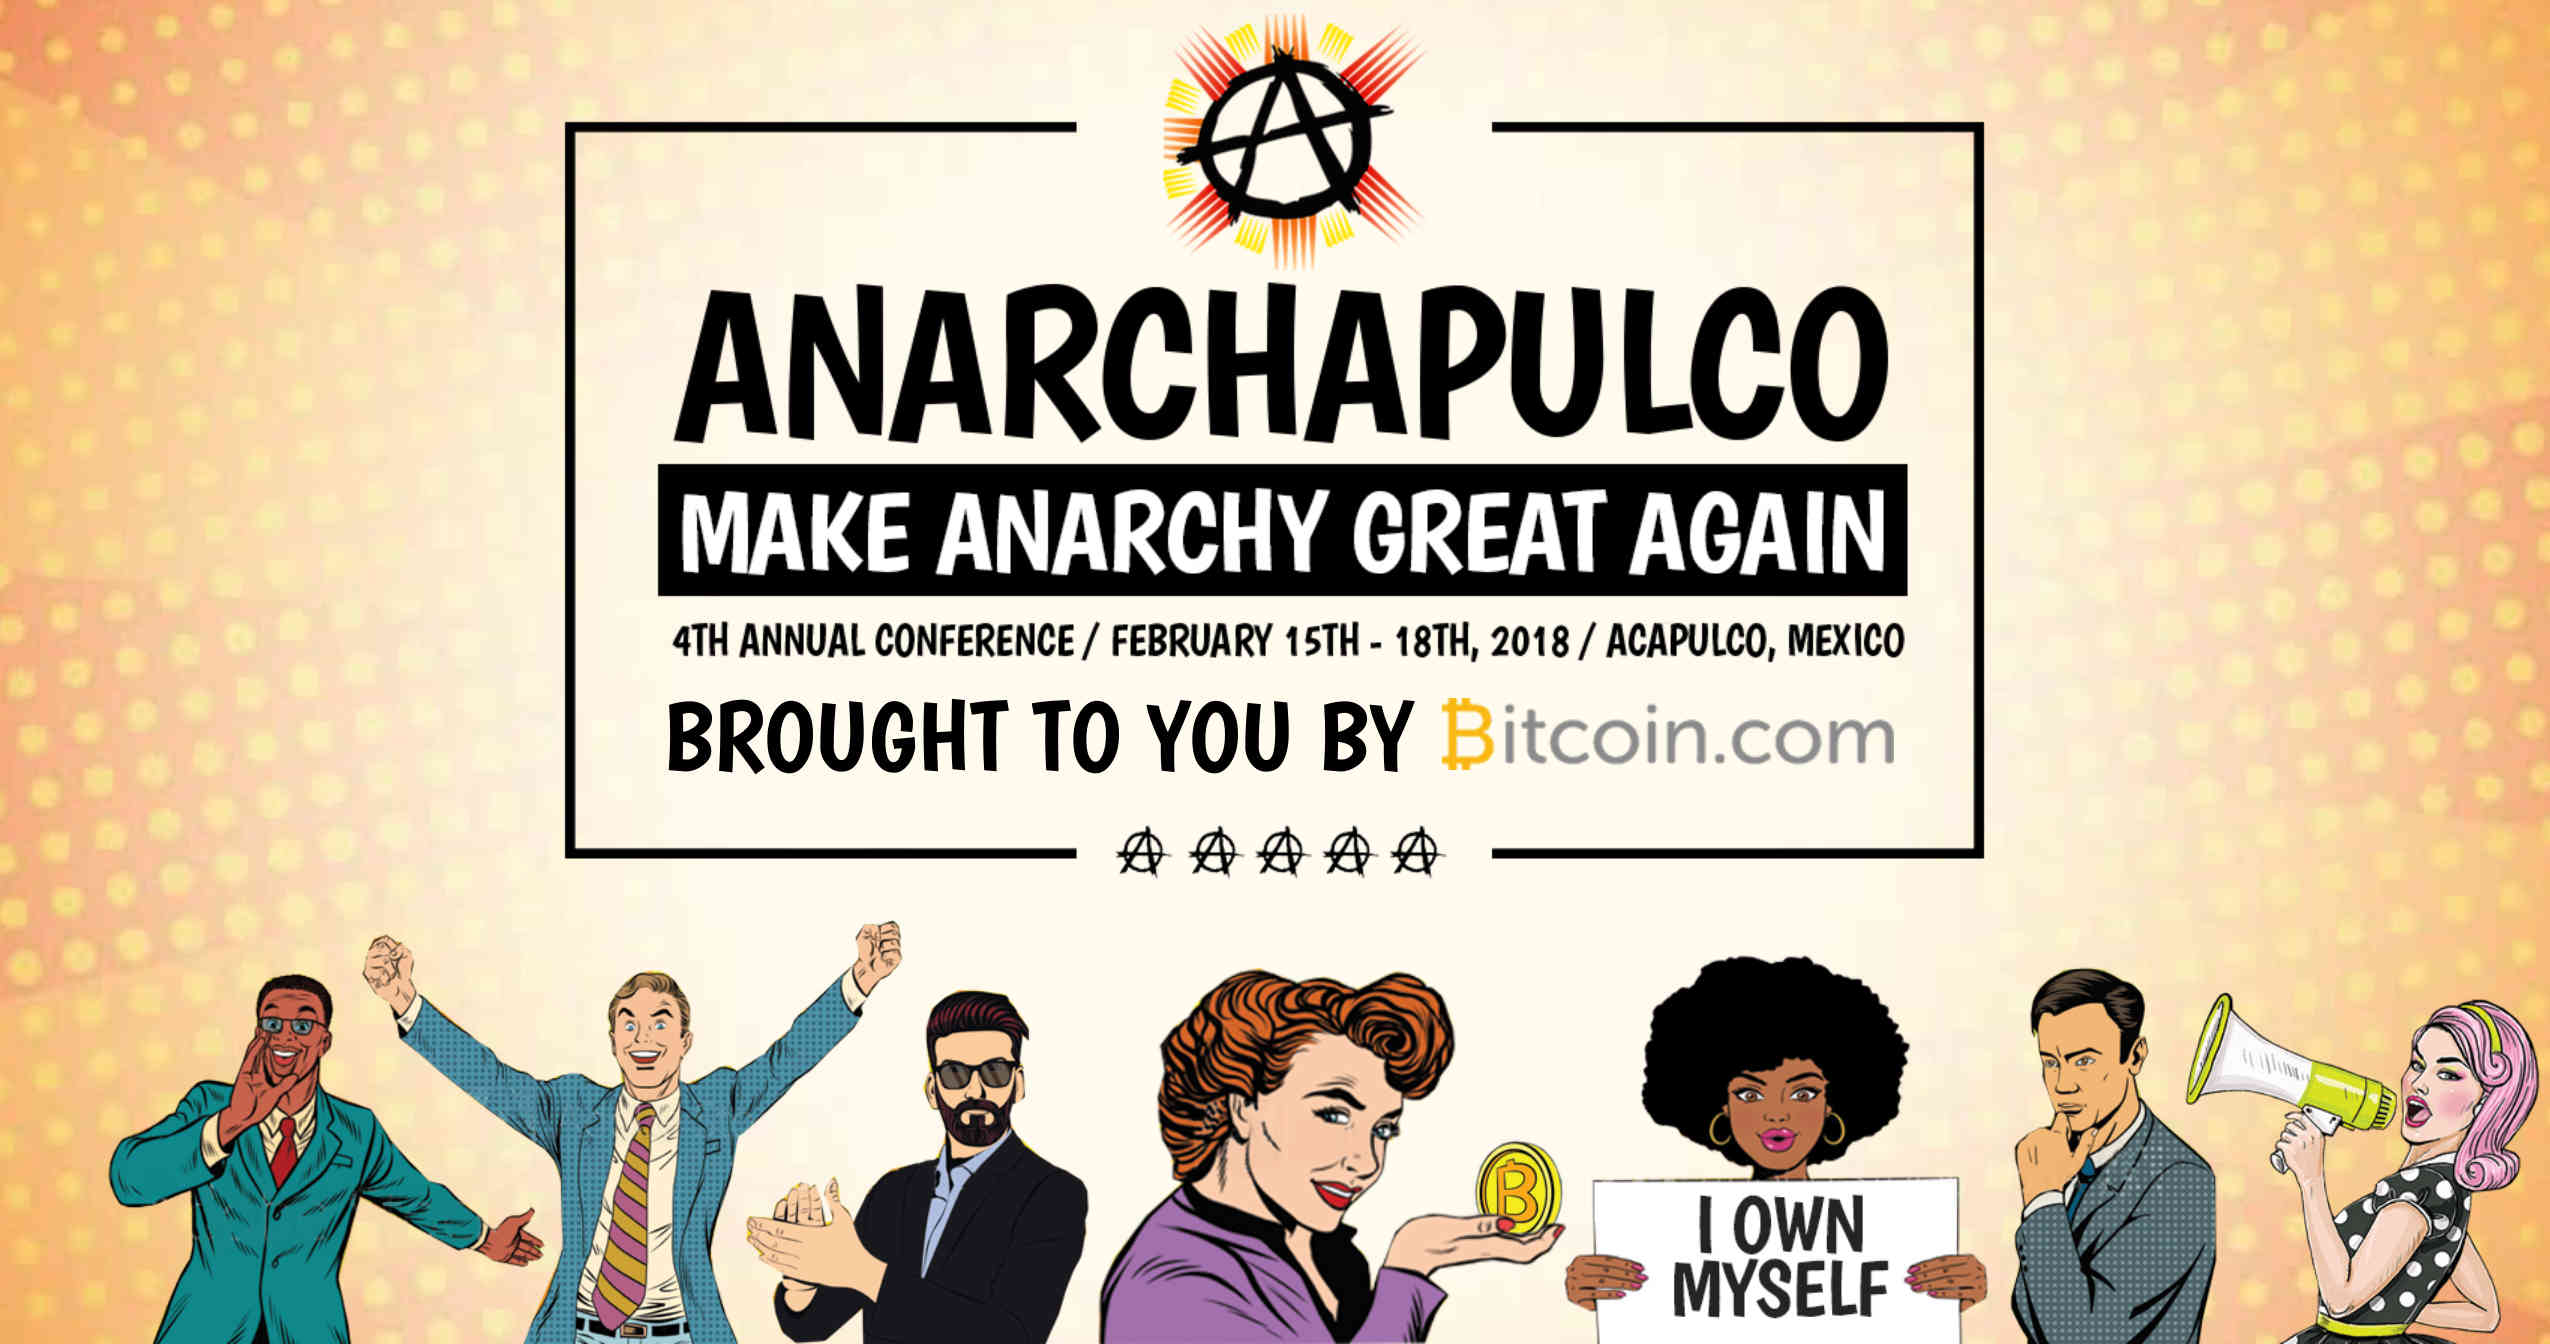 ANARCHAPULCO
MAKE ANARCHY GREAT AGAIN
4TH ANNUAL CONFERENCE / FEBRUARY 15TH - 18TH, 2018 / ACAPULCO, MEXICO
BROUGHT TO YOU BY Bitcoin.com
I OWN
MYSELF